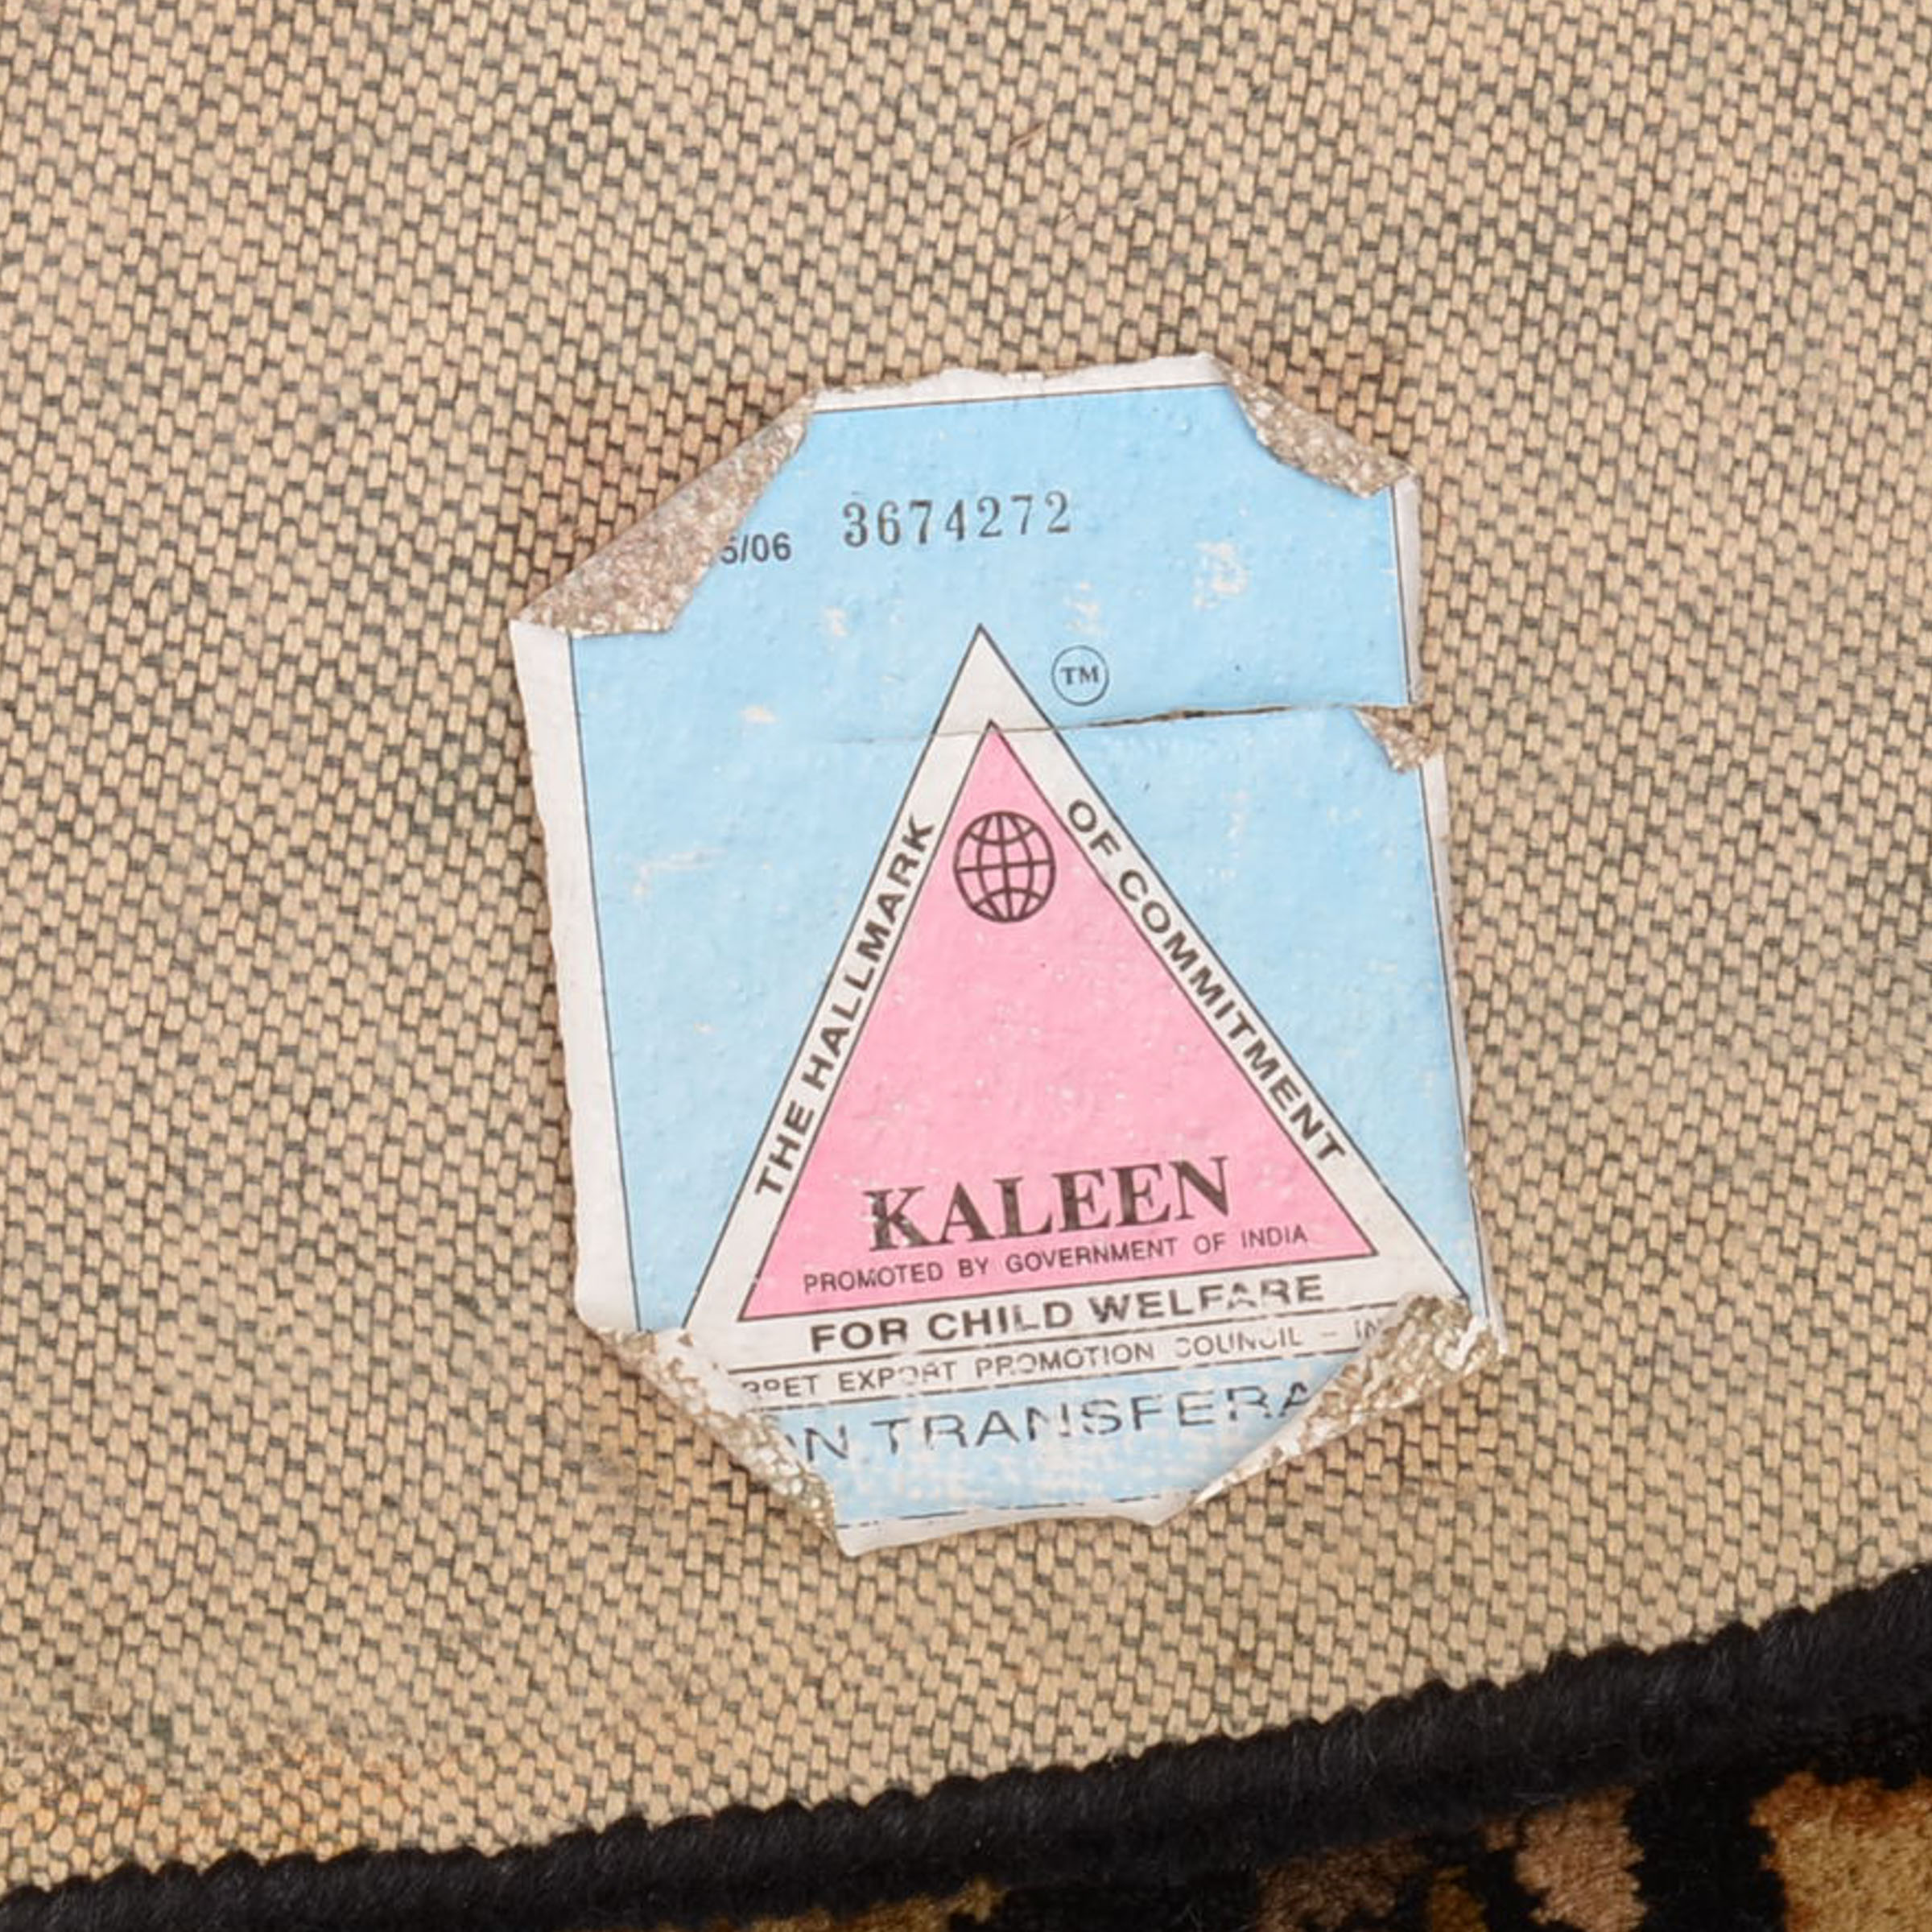 5/06 3674272
TM
THE HALLMARK
OF COMMITMENT
KALEEN
PROMOTED BY GOVERNMENT OF INDIA
FOR CHILD WELFARE
RPET EXPORT PROMOTION COUNCIL – IN
ON TRANSFERA